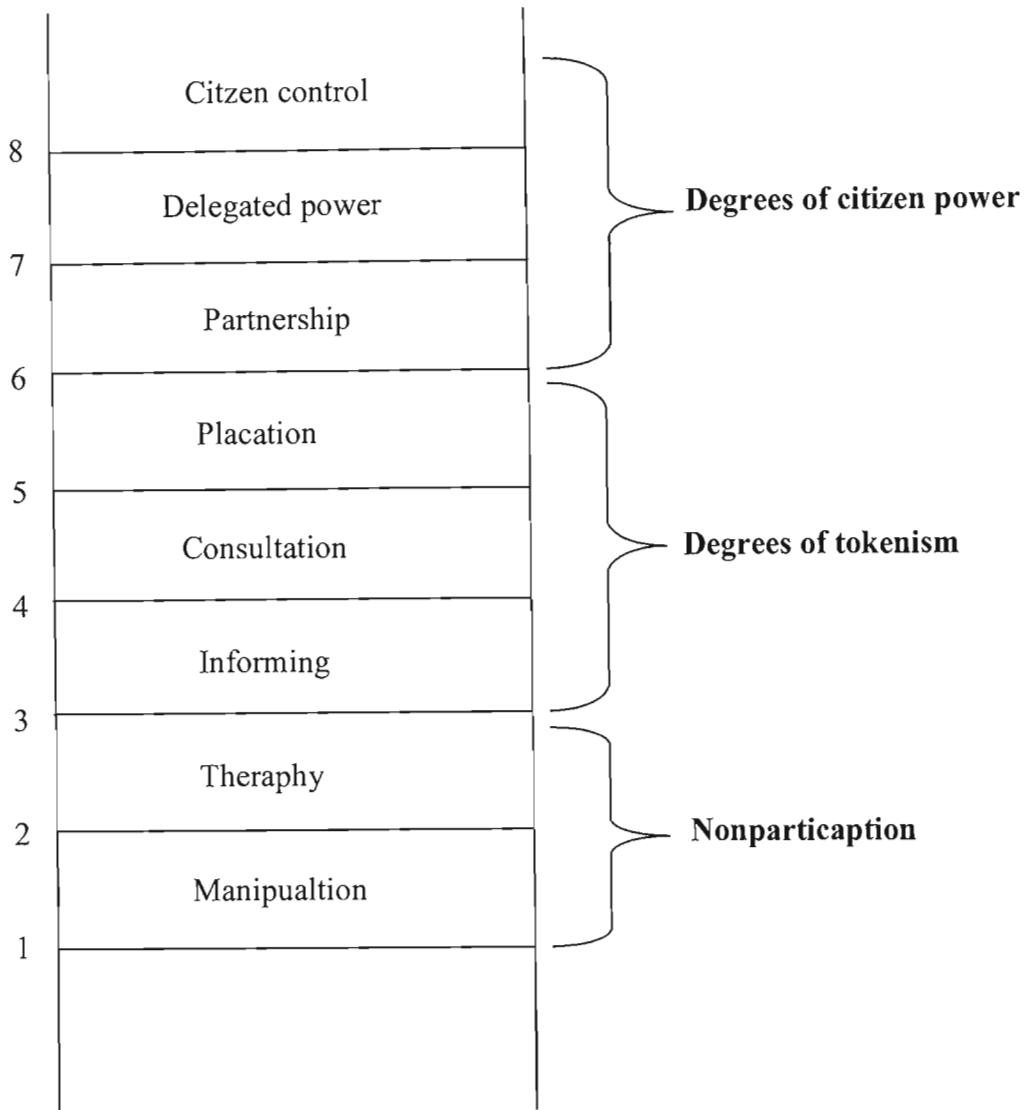 Citzen control
8
Delegated power
Degrees of citizen power
7
Partnership
6
Placation
5
Consultation
Degrees of tokenism
4
Informing
3
Theraphy
2
Nonparticaption
Manipualtion
1